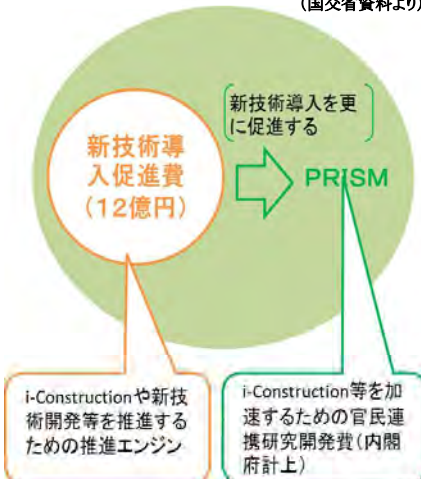 (国交省資料より)
新技術導入を更
に促進する
新技術導
入促進費
(12億円)
PRISM
i-Constructionや新技
術開発等を推進する
ための推進エンジン
i-Construction等を加
速するための官民連
携研究開発費(内閣
府計上)